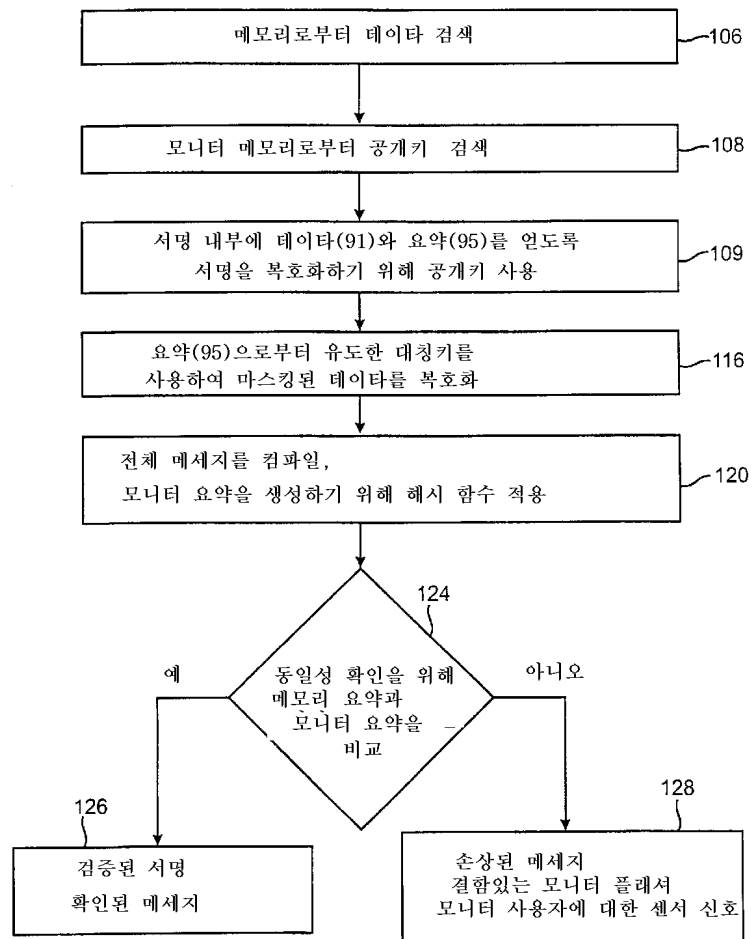 메모리로부터 데이타 검색
106
모니터 메모리로부터 공개키 검색
108
서명 내부에 데이타(91)와 요약(95)를 얻도록
서명을 복호화하기 위해 공개키 사용
109
요약(95)으로부터 유도한 대칭키를
사용하여 마스킹된 데이타를 복호화
116
전체 메세지를 컴파일,
모니터 요약을 생성하기 위해 해시 함수 적용
120
124
예
아니오
동일성 확인을 위해
메모리 요약과
모니터 요약을
비교
126
검증된 서명
확인된 메세지
128
손상된 메세지
결함있는 모니터 플래셔
모니터 사용자에 대한 센서 신호